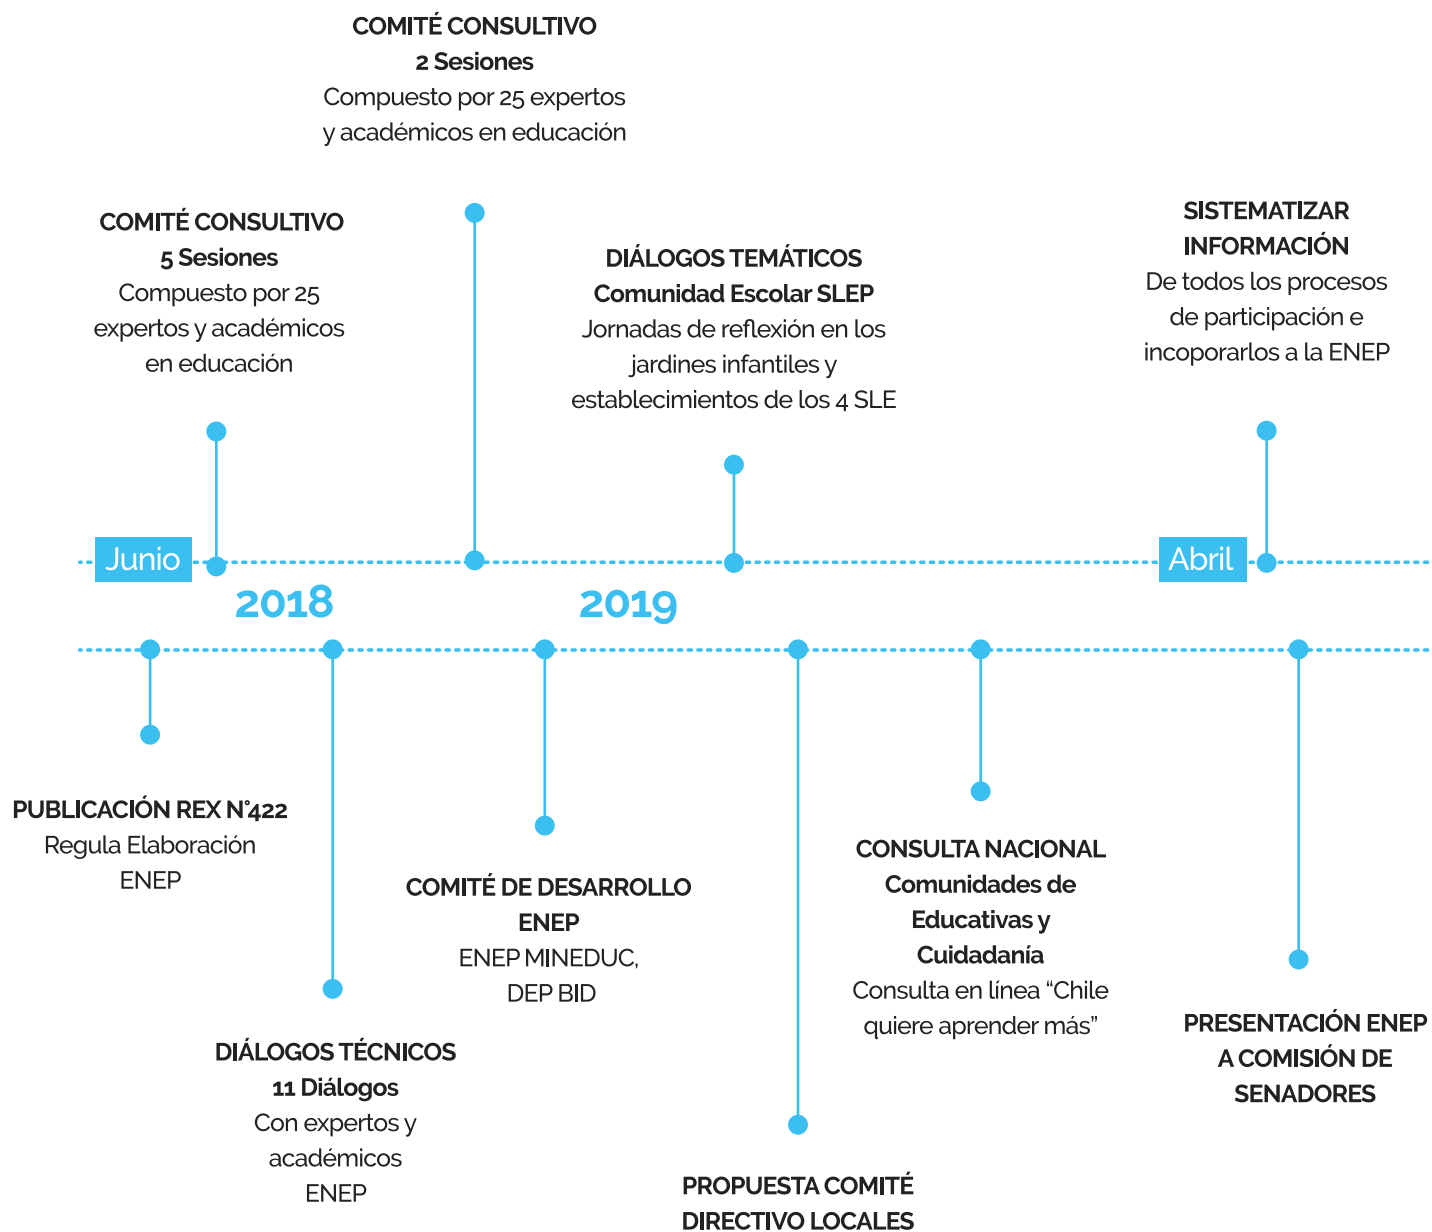 COMITÉ CONSULTIVO
2 Sesiones
Compuesto por 25 expertos
y académicos en educación
COMITÉ CONSULTIVO
5 Sesiones
Compuesto por 25
expertos y académicos
en educación
DIÁLOGOS TEMÁTICOS
Comunidad Escolar SLEP
Jornadas de reflexión en los
jardines infantiles y
establecimientos de los 4 SLE
SISTEMATIZAR
INFORMACIÓN
De todos los procesos
de participación e
incoporarlos a la ENEP
Junio
Abril
2018
2019
PUBLICACIÓN REX N°422
Regula Elaboración
ENEP
DIÁLOGOS TÉCNICOS
11 Diálogos
Con expertos y
académicos
ENEP
COMITÉ DE DESARROLLO
ENEP
ENEP MINEDUC,
DEP BID
PROPUESTA COMITÉ
DIRECTIVO LOCALES
CONSULTA NACIONAL
Comunidades de
Educativas y
Cuidadanía
Consulta en línea “Chile
quiere aprender más”
PRESENTACIÓN ENEP
A COMISIÓN DE
SENADORES